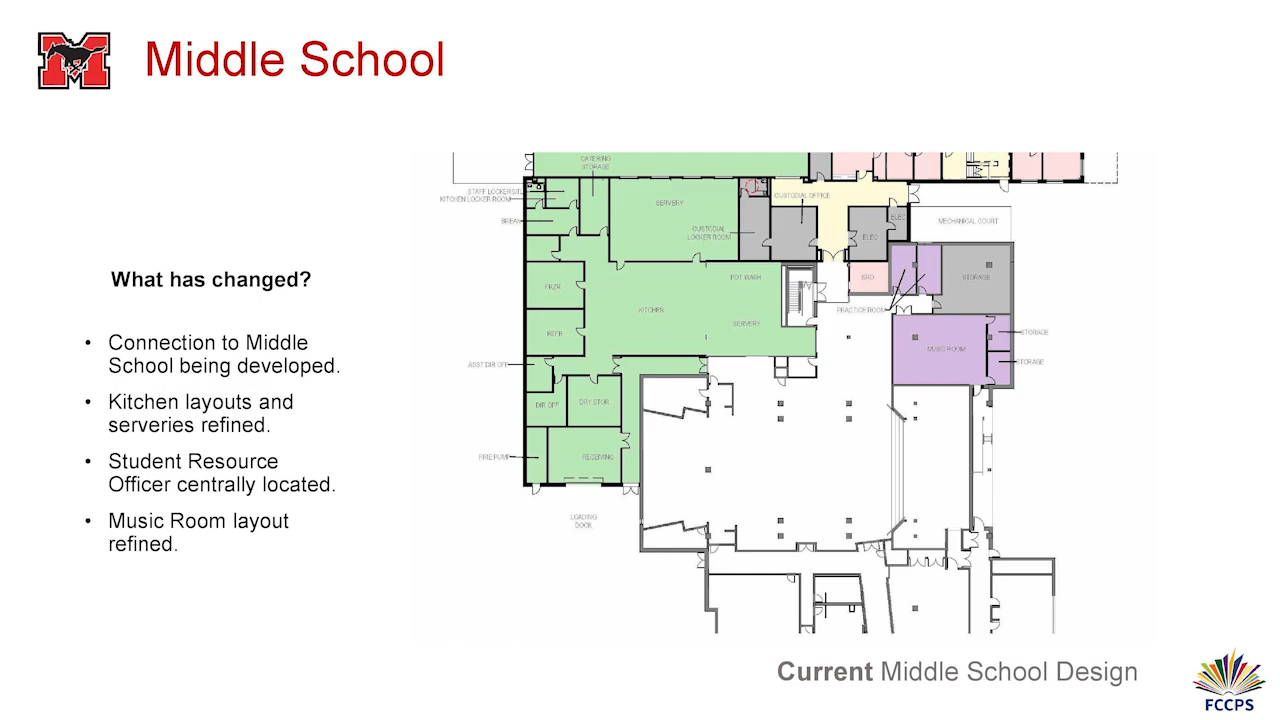 M
Middle School
What has changed?
• Connection to Middle
School being developed.
• Kitchen layouts and
serveries refined.
• Student Resource
Officer centrally located.
• Music Room layout
refined.
CATERING
STORAGE
STAFF LOCKERS/TL
KITCHEN LOCKER ROOM
BREAK
SERVERY
CUSTODIAL
LOCKER ROOM
CUSTODIAL OFFICE
ELEC
ELEC
MECHANICAL COURT
FRZR
POT WASH
SRO
STORAGE
KITCHEN
SERVERY
PRACTICE ROOM
REFR
MUSIC ROOM
STORAGE
STORAGE
ASST DIR OFF
DIR OFF
DRY STOR
FIRE PUMP
RECEIVING
LOADING
DOCK
Current Middle School Design
FCCPS